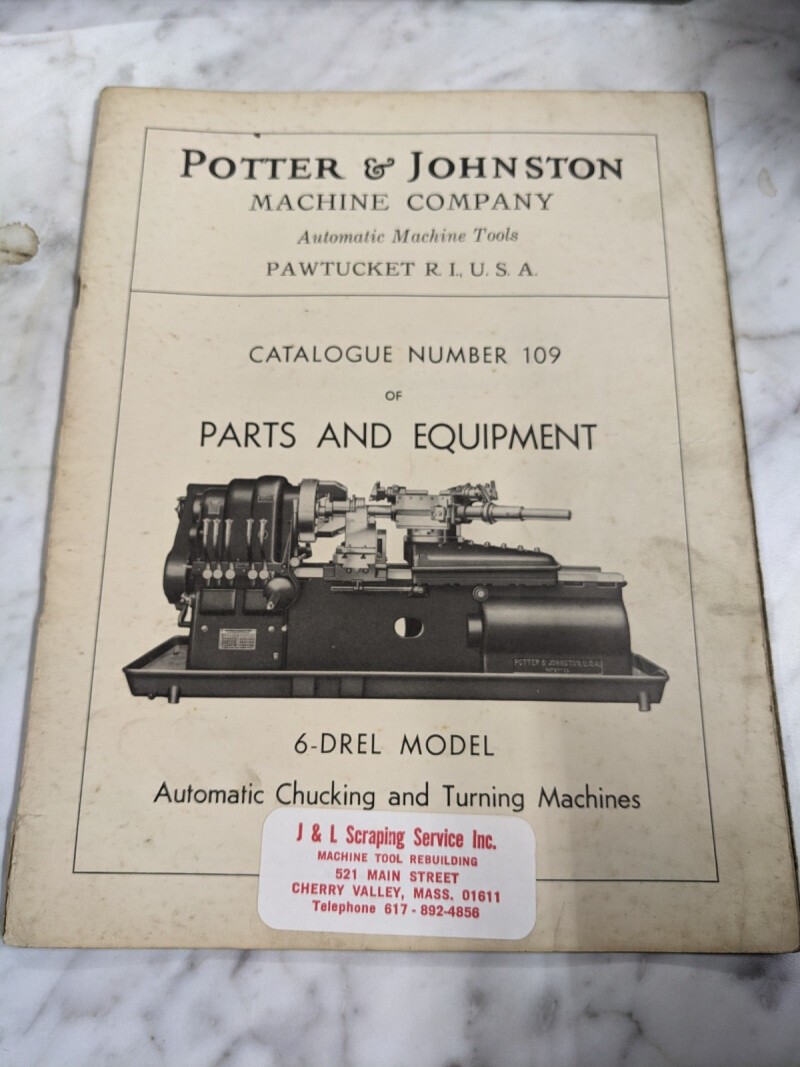 POTTER & JOHNSTON
MACHINE COMPANY
Automatic Machine Tools
PAWTUCKET R. I., U. S. A.
CATALOGUE NUMBER 109
OF
PARTS AND EQUIPMENT
POTTER & JOHNSTON, U.S.A.
6-DREL MODEL
Automatic Chucking and Turning Machines
J & L Scraping Service Inc.
MACHINE TOOL REBUILDING
521 MAIN STREET
CHERRY VALLEY, MASS. 01611
Telephone 617 - 892-4856